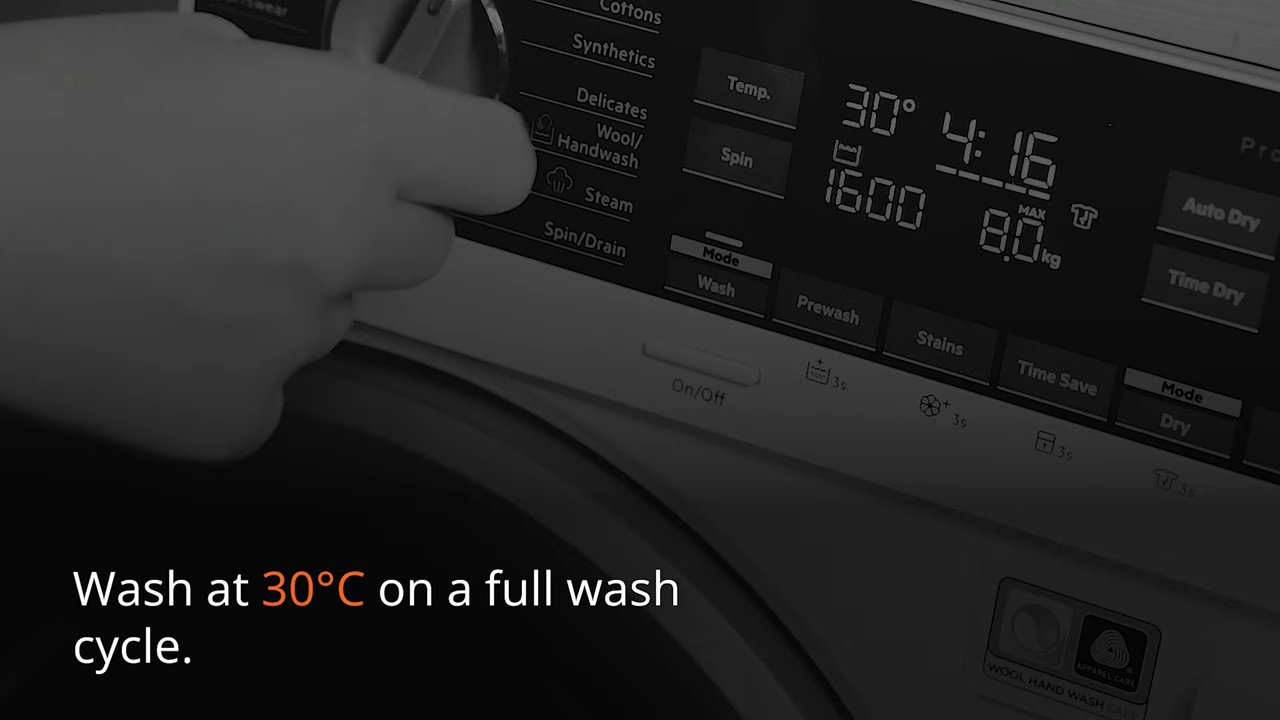 Cottons
Synthetics
Delicates
Wool/
Handwash
Steam
Spin/Drain
Temp.
Spin
30° 4:16
1600
MAX
8.0kg
Auto Dry
Time Dry
Mode
Wash
Prewash
Stains
Time Save
Mode
Dry
On/Off
3s
3s
3s
3s
APPAREL CARE
WOOL HAND WASH SAFE
Wash at 30°C on a full wash
cycle.